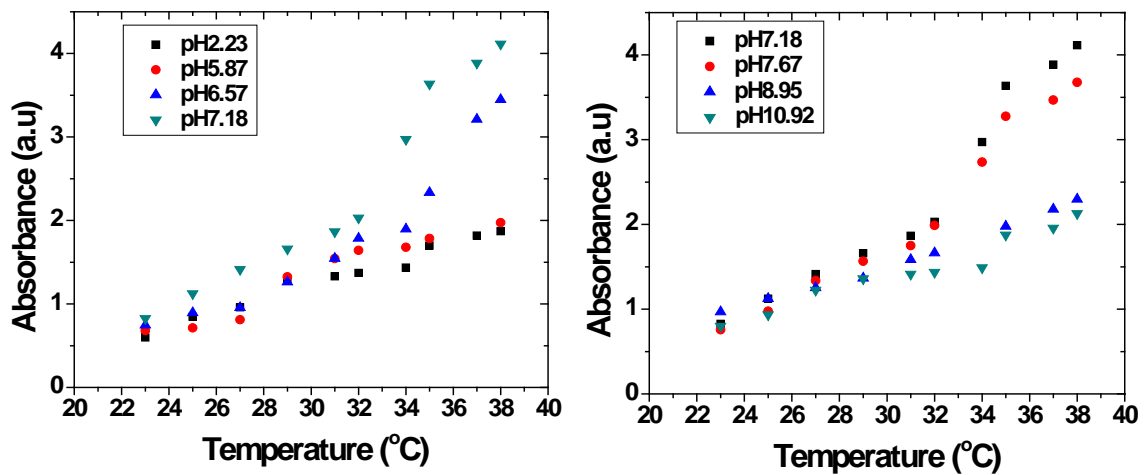 4
3
2
1
0
Absorbance (a.u)
pH2.23
pH5.87
pH6.57
pH7.18
20 22 24 26 28 30 32 34 36 38 40
Temperature (°C)
4
3
2
1
0
Absorbance (a.u)
pH7.18
pH7.67
pH8.95
pH10.92
20 22 24 26 28 30 32 34 36 38 40
Temperature (°C)